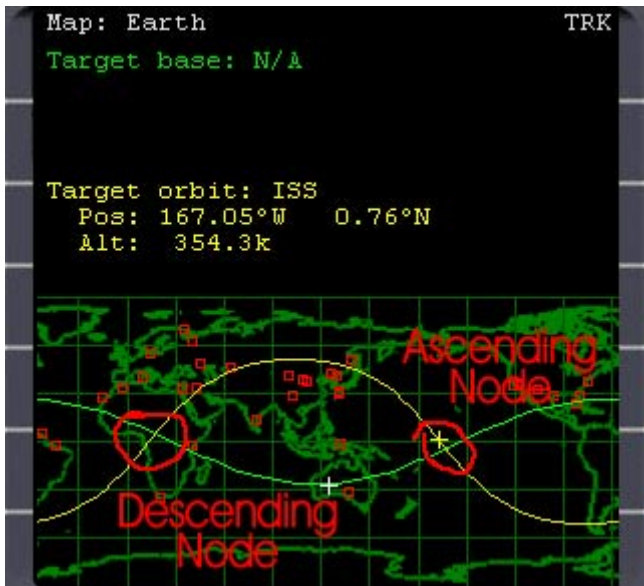 Map: Earth TRK
Target base: N/A
Target orbit: ISS
Pos: 167.05°W 0.76°N
Alt: 354.3k
Ascending
Node
Descending
Node